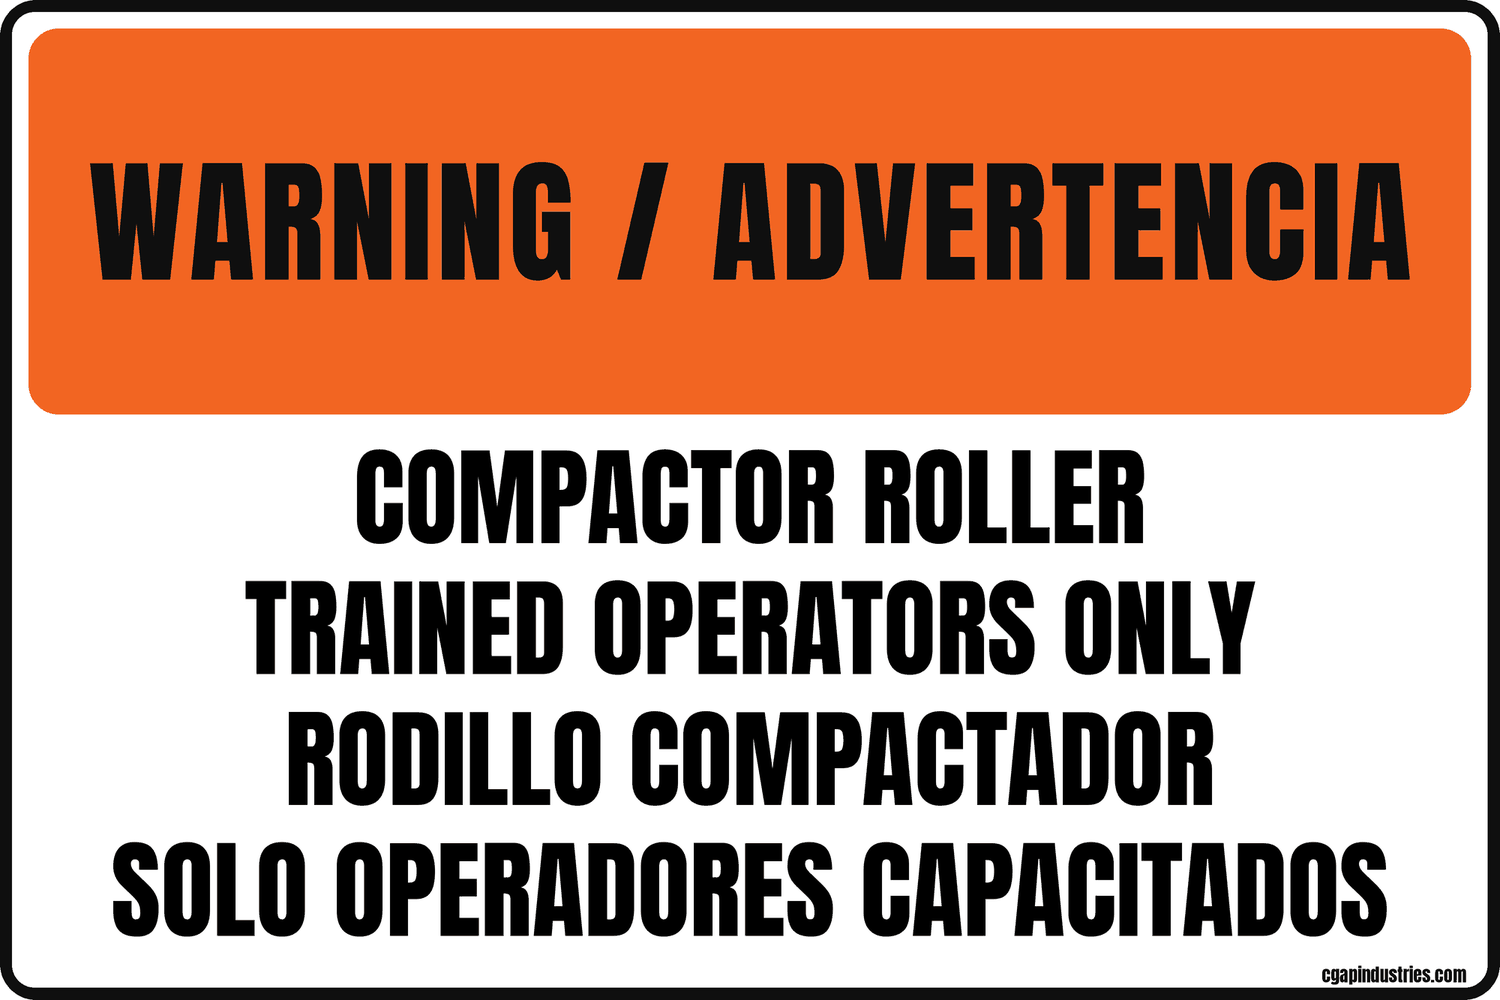 WARNING / ADVERTENCIA
COMPACTOR ROLLER
TRAINED OPERATORS ONLY
RODILLO COMPACTADOR
SOLO OPERADORES CAPACITADOS
cgapindustries.com